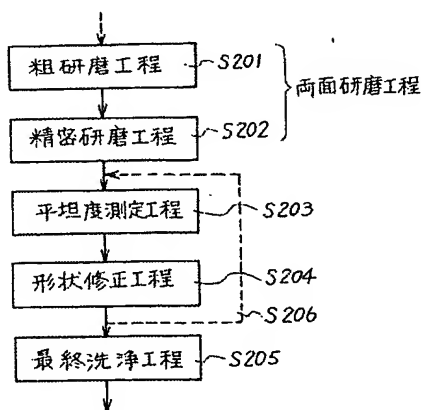 粗研磨工程 S201
両面研磨工程
精密研磨工程 S202
平坦度測定工程 S203
形状修正工程 S204
S206
最終洗浄工程 S205